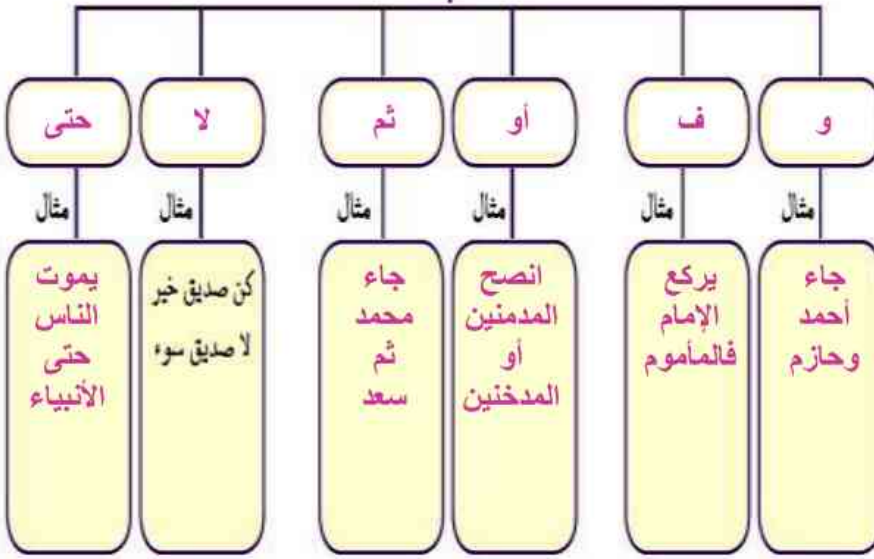 و
ف
أو
ثم
لا
حتى
مثال
مثال
مثال
مثال
مثال
مثال
جاء
أحمد
وحازم
يركع
الإمام
فالمأموم
انصح
المدمنين
أو
المدخنين
جاء
محمد
ثم
سعد
كن صديق خير
لا صديق سوء
يموت
الناس
حتى
الأنبياء